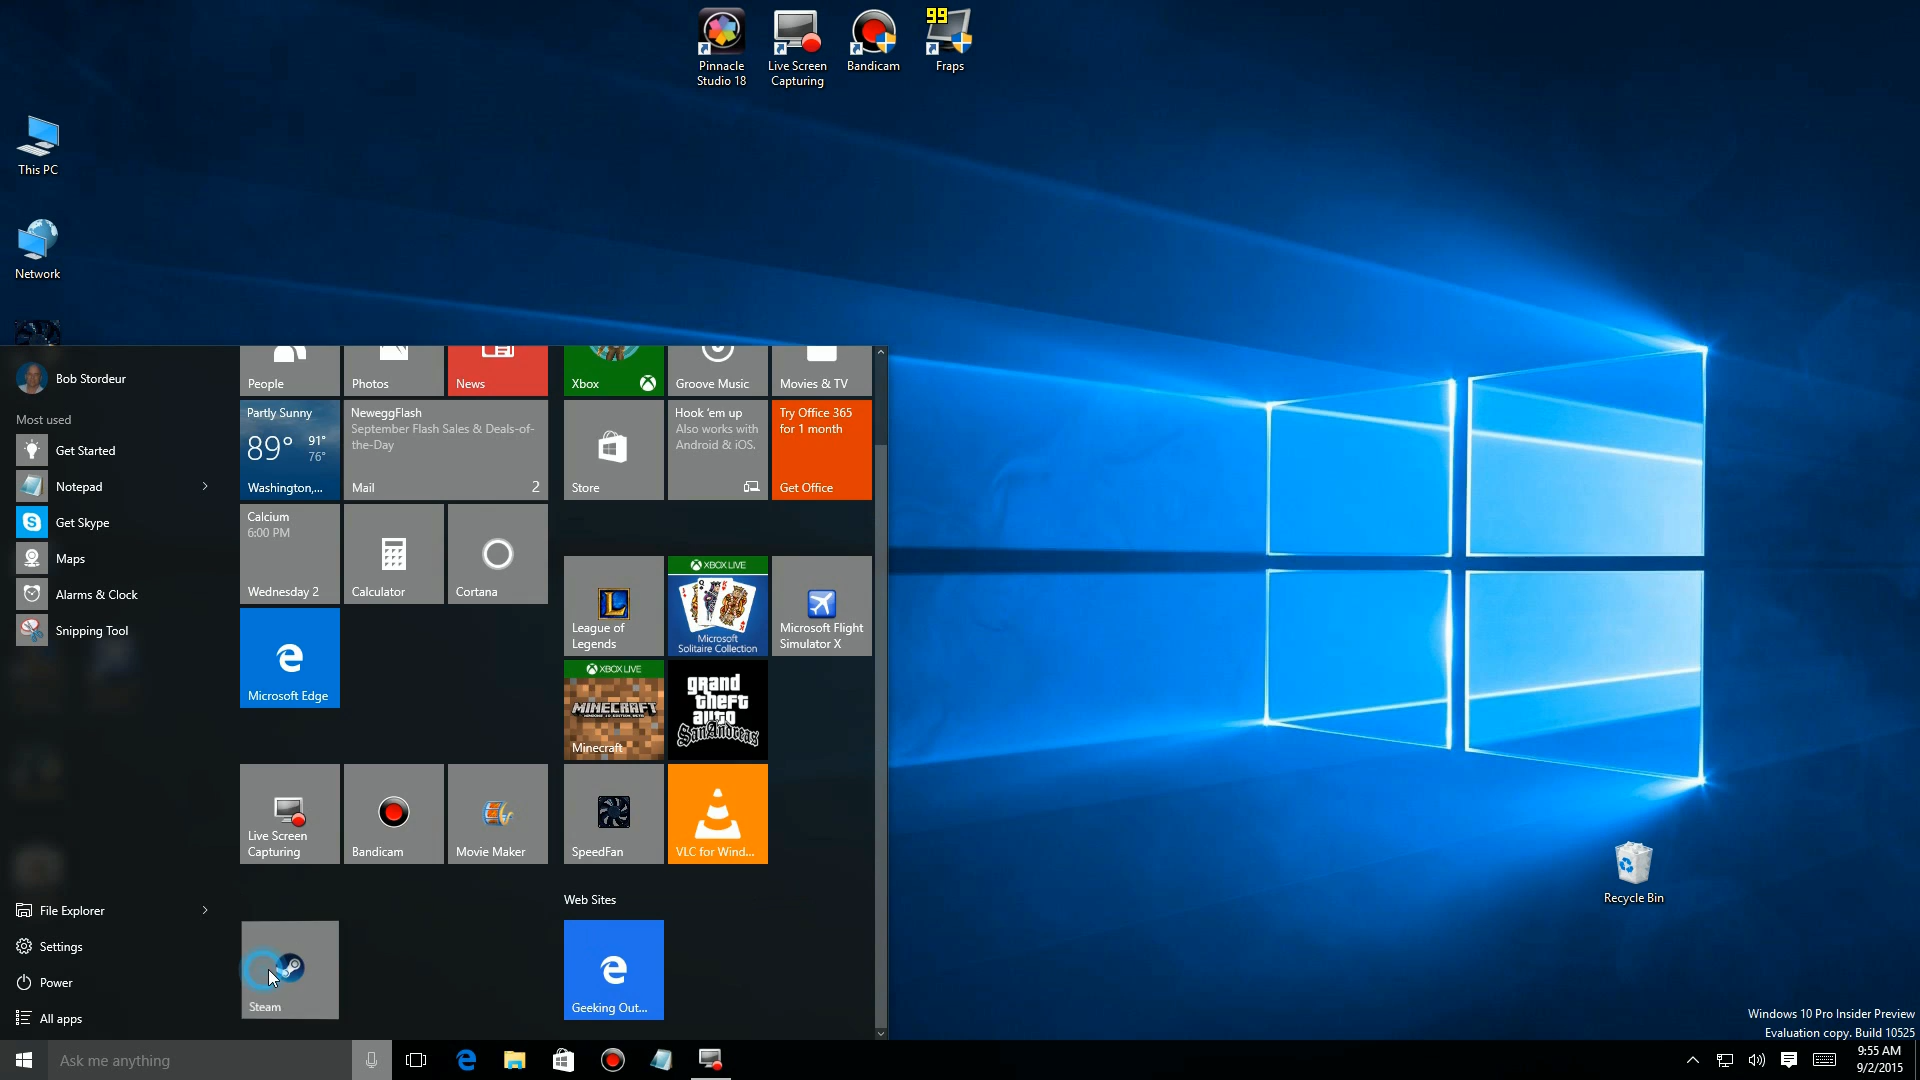 99
Pinnacle
Studio 18
Live Screen
Capturing
Bandicam
Fraps
This PC
Network
Bob Stordeur
Most used
Get Started
Notepad
Get Skype
Maps
Alarms & Clock
Snipping Tool
File Explorer
Settings
Power
All apps
People
Photos
News
Xbox
Groove Music
Movies & TV
Partly Sunny
89° 91°
76°
Washington,...
NeweggFlash
September Flash Sales & Deals-of-
the-Day
Mail 2
Store
Hook 'em up
Also works with
Android & iOS.
Try Office 365
for 1 month
Get Office
Calcium
6:00 PM
Wednesday 2
Calculator
Cortana
L
League of
Legends
XBOX LIVE
Microsoft
Solitaire Collection
Microsoft Flight
Simulator X
Microsoft Edge
XBOX LIVE
MINECRAFT
WINDOWS 10 EDITION BETA
Minecraft
grand
theft
auto
SanAndreas
Live Screen
Capturing
Bandicam
Movie Maker
SpeedFan
VLC for Wind...
Web Sites
Steam
Geeking Out...
Recycle Bin
Windows 10 Pro Insider Preview
Evaluation copy. Build 10525
Ask me anything
9:55 AM
9/2/2015